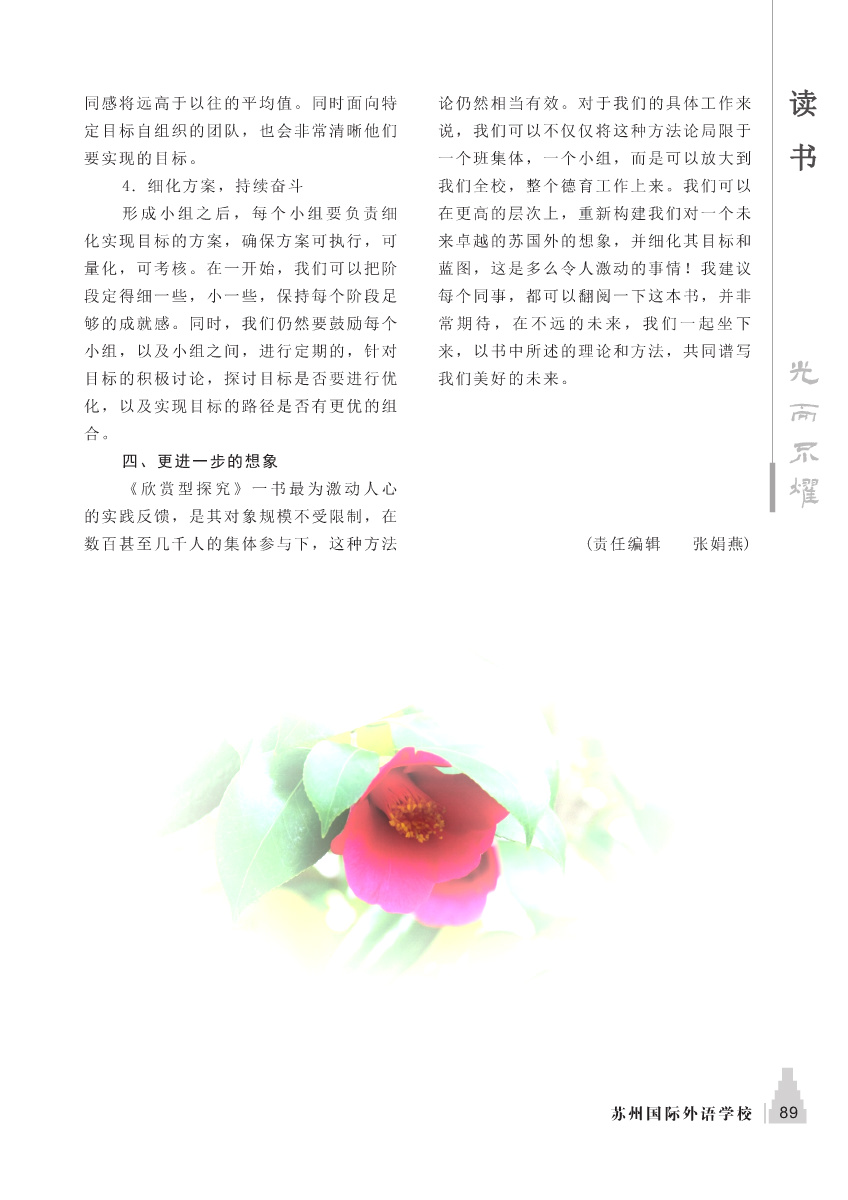 同感将远高于以往的平均值。同时面向特
定目标自组织的团队，也会非常清晰他们
要实现的目标。
4．细化方案，持续奋斗
形成小组之后，每个小组要负责细
化实现目标的方案，确保方案可执行，可
量化，可考核。在一开始，我们可以把阶
段定得细一些，小一些，保持每个阶段足
够的成就感。同时，我们仍然要鼓励每个
小组，以及小组之间，进行定期的，针对
目标的积极讨论，探讨目标是否要进行优
化，以及实现目标的路径是否有更优的组
合。
四、更进一步的想象
《欣赏型探究》一书最为激动人心
的实践反馈，是其对象规模不受限制，在
数百甚至几千人的集体参与下，这种方法
论仍然相当有效。对于我们的具体工作来
说，我们可以不仅仅将这种方法论局限于
一个班集体，一个小组，而是可以放大到
我们全校，整个德育工作上来。我们可以
在更高的层次上，重新构建我们对一个未
来卓越的苏国外的想象，并细化其目标和
蓝图，这是多么令人激动的事情！我建议
每个同事，都可以翻阅一下这本书，并非
常期待，在不远的未来，我们一起坐下
来，以书中所述的理论和方法，共同谱写
我们美好的未来。
(责任编辑　张娟燕)
读书
光而不耀
苏州国际外语学校
89